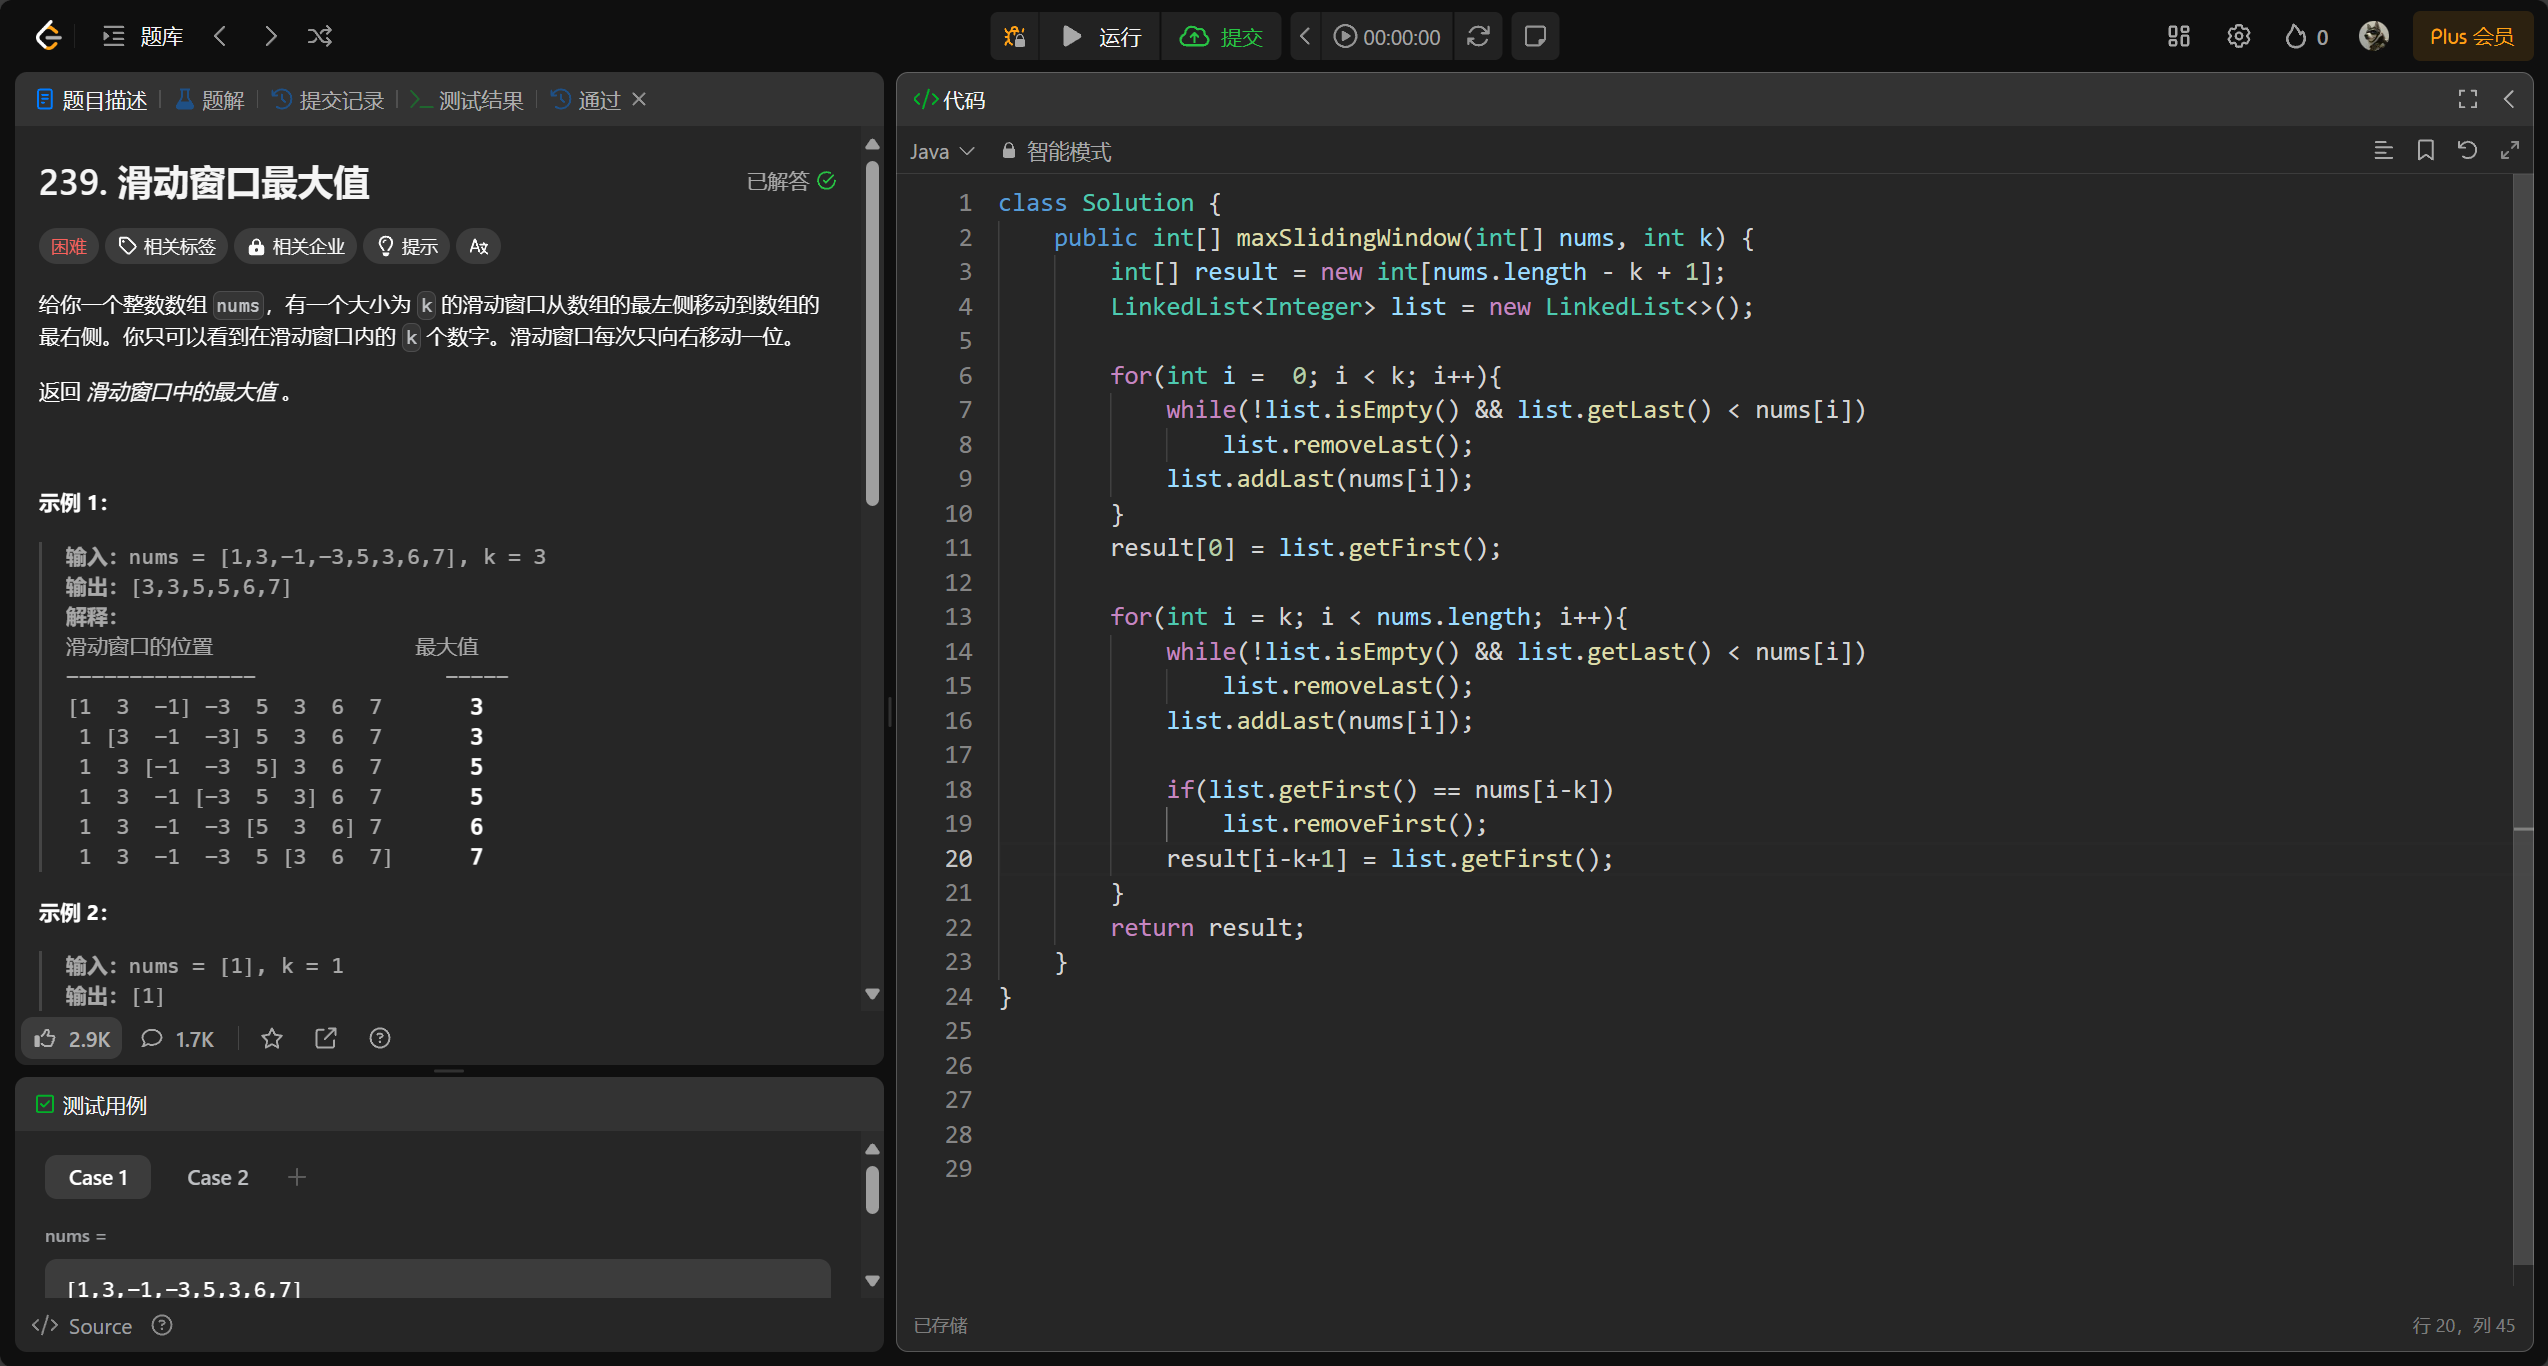 题库
运行
提交
00:00:00
0
Plus 会员
题目描述
题解
提交记录
测试结果
通过
239. 滑动窗口最大值
已解答
困难
相关标签
相关企业
提示
给你一个整数数组 nums，有一个大小为 k 的滑动窗口从数组的最左侧移动到数组的
最右侧。你只可以看到在滑动窗口内的 k 个数字。滑动窗口每次只向右移动一位。
返回 滑动窗口中的最大值 。
示例 1：
输入：nums = [1,3,-1,-3,5,3,6,7], k = 3
输出：[3,3,5,5,6,7]
解释：
滑动窗口的位置                最大值
---------------               -----
[1  3  -1] -3  5  3  6  7       3
 1 [3  -1  -3] 5  3  6  7       3
 1  3 [-1  -3  5] 3  6  7       5
 1  3  -1 [-3  5  3] 6  7       5
 1  3  -1  -3 [5  3  6] 7       6
 1  3  -1  -3  5 [3  6  7]      7
示例 2：
输入：nums = [1], k = 1
输出：[1]
2.9K
1.7K
测试用例
Case 1
Case 2
nums =
[1,3,-1,-3,5,3,6,7]
</> Source
</> 代码
Java
智能模式
1 class Solution {
2     public int[] maxSlidingWindow(int[] nums, int k) {
3         int[] result = new int[nums.length - k + 1];
4         LinkedList<Integer> list = new LinkedList<>();
5
6         for(int i =  0; i < k; i++){
7             while(!list.isEmpty() && list.getLast() < nums[i])
8                 list.removeLast();
9             list.addLast(nums[i]);
10         }
11         result[0] = list.getFirst();
12
13         for(int i = k; i < nums.length; i++){
14             while(!list.isEmpty() && list.getLast() < nums[i])
15                 list.removeLast();
16             list.addLast(nums[i]);
17
18             if(list.getFirst() == nums[i-k])
19                 list.removeFirst();
20             result[i-k+1] = list.getFirst();
21         }
22         return result;
23     }
24 }
25
26
27
28
29
已存储
行 20，列 45